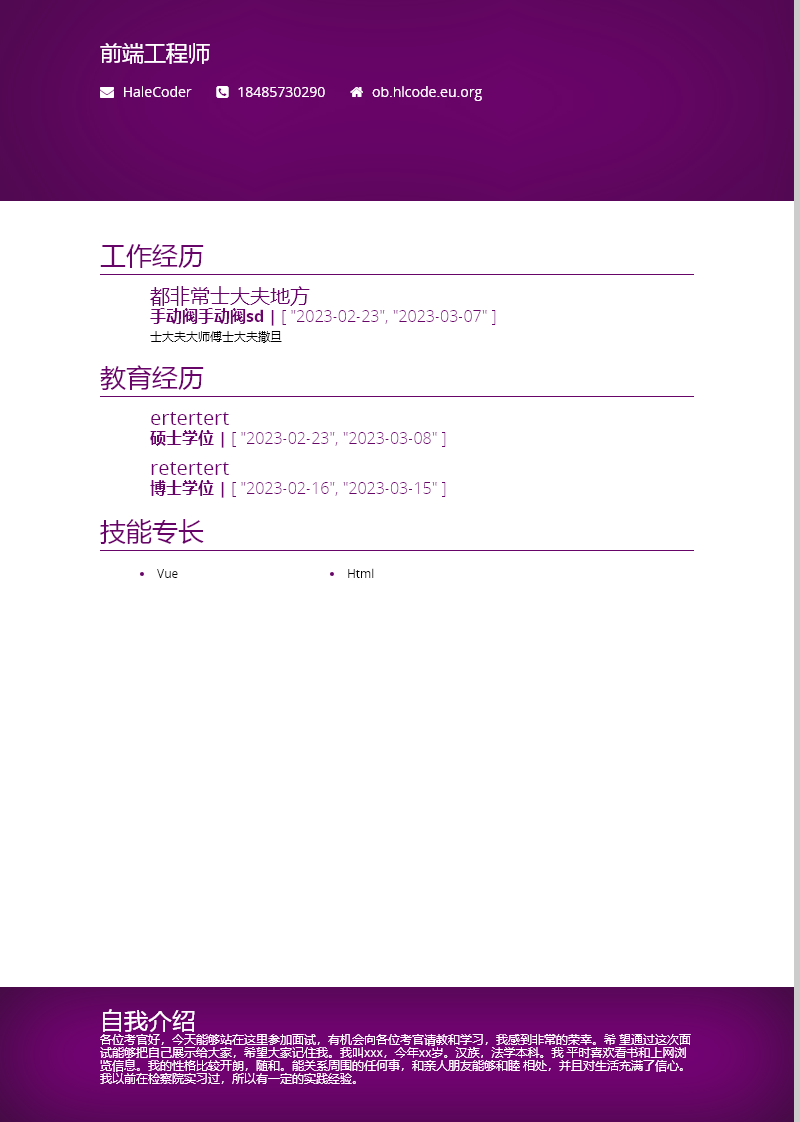 前端工程师
HaleCoder 18485730290 ob.hlcode.eu.org
工作经历
都非常士大夫地方
手动阀手动阀sd | [ "2023-02-23", "2023-03-07" ]
士大夫大师傅士大夫撒旦
教育经历
ertertert
硕士学位 | [ "2023-02-23", "2023-03-08" ]
retertert
博士学位 | [ "2023-02-16", "2023-03-15" ]
技能专长
• Vue • Html
自我介绍
各位考官好，今天能够站在这里参加面试，有机会向各位考官请教和学习，我感到非常的荣幸。希 望通过这次面
试能够把自己展示给大家，希望大家记住我。我叫xxx，今年xx岁。汉族，法学本科。我 平时喜欢看书和上网浏
览信息。我的性格比较开朗，随和。能关系周围的任何事，和亲人朋友能够和睦 相处，并且对生活充满了信心。
我以前在检察院实习过，所以有一定的实践经验。